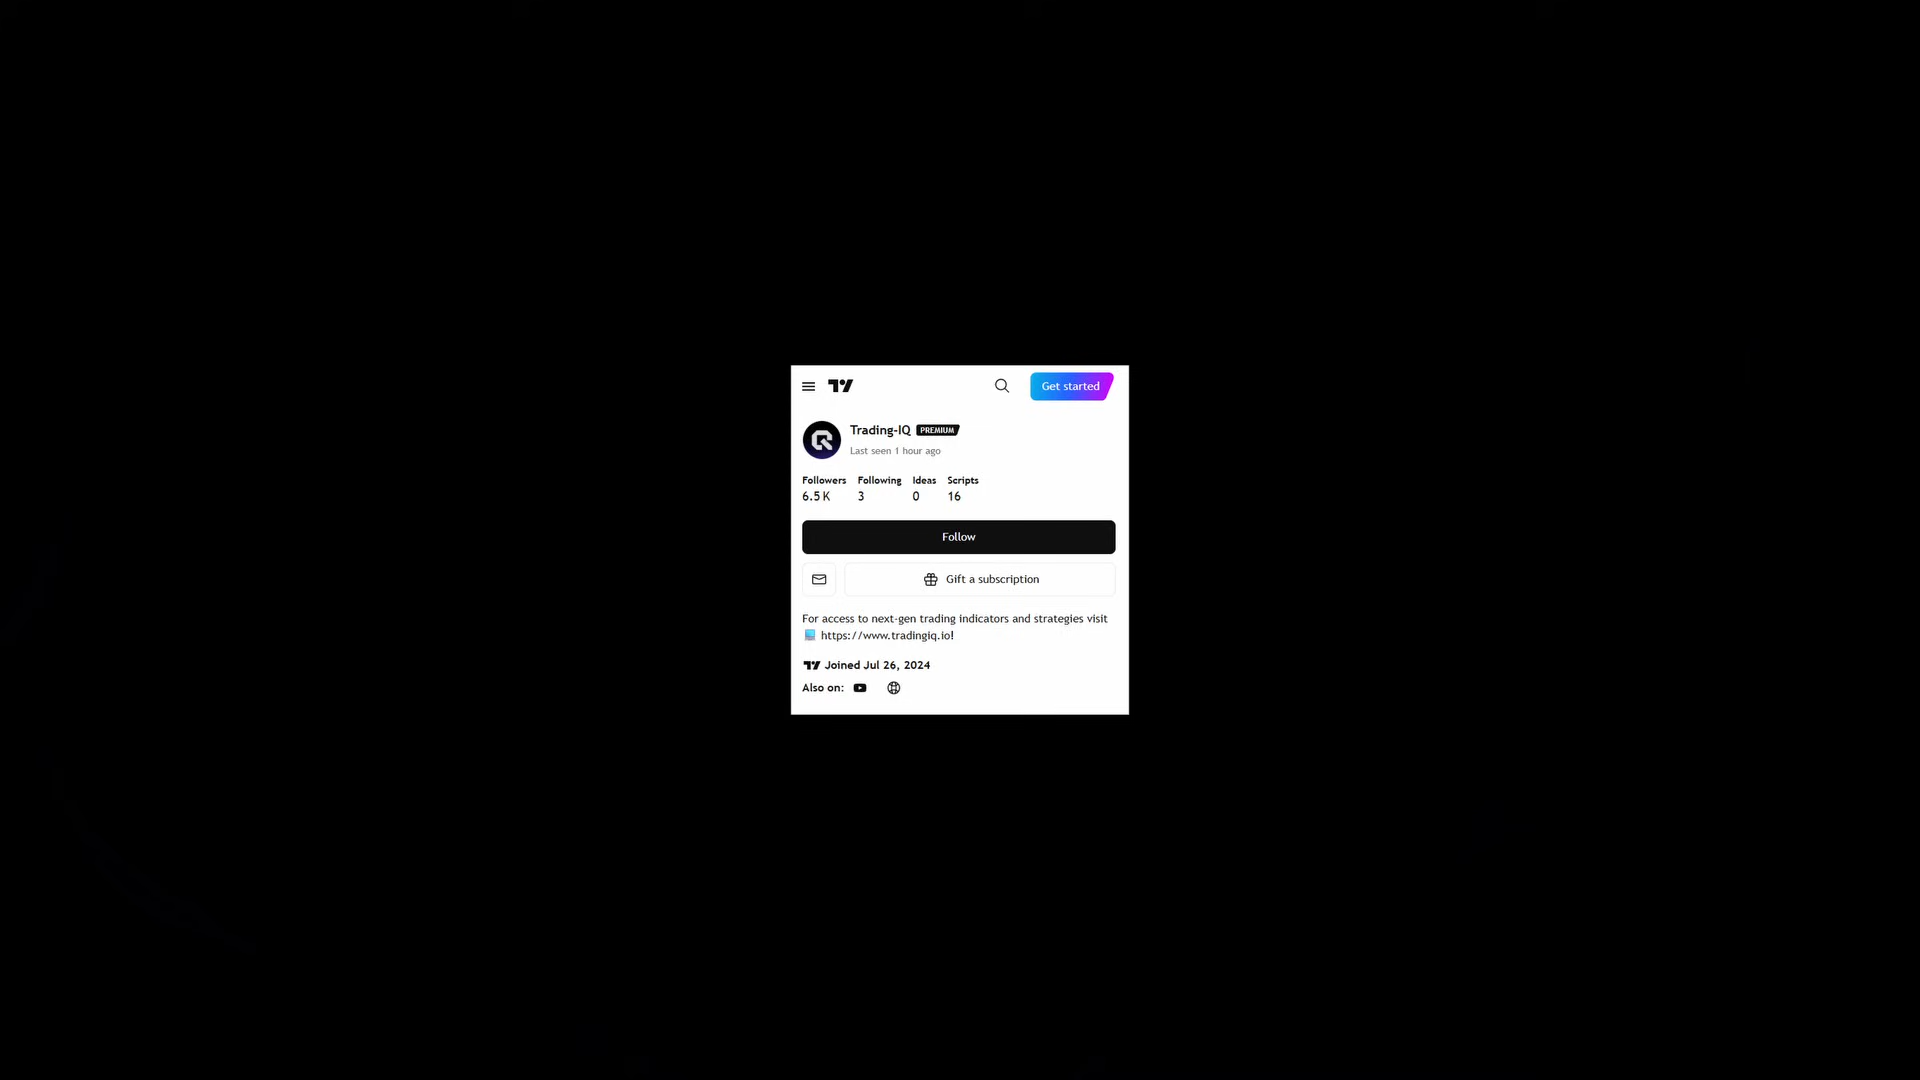 Get started
Trading-IQ PREMIUM
Last seen 1 hour ago
Followers Following Ideas Scripts
6.5 K 3 0 16
Follow
Gift a subscription
For access to next-gen trading indicators and strategies visit
https://www.tradingiq.io!
Joined Jul 26, 2024
Also on: